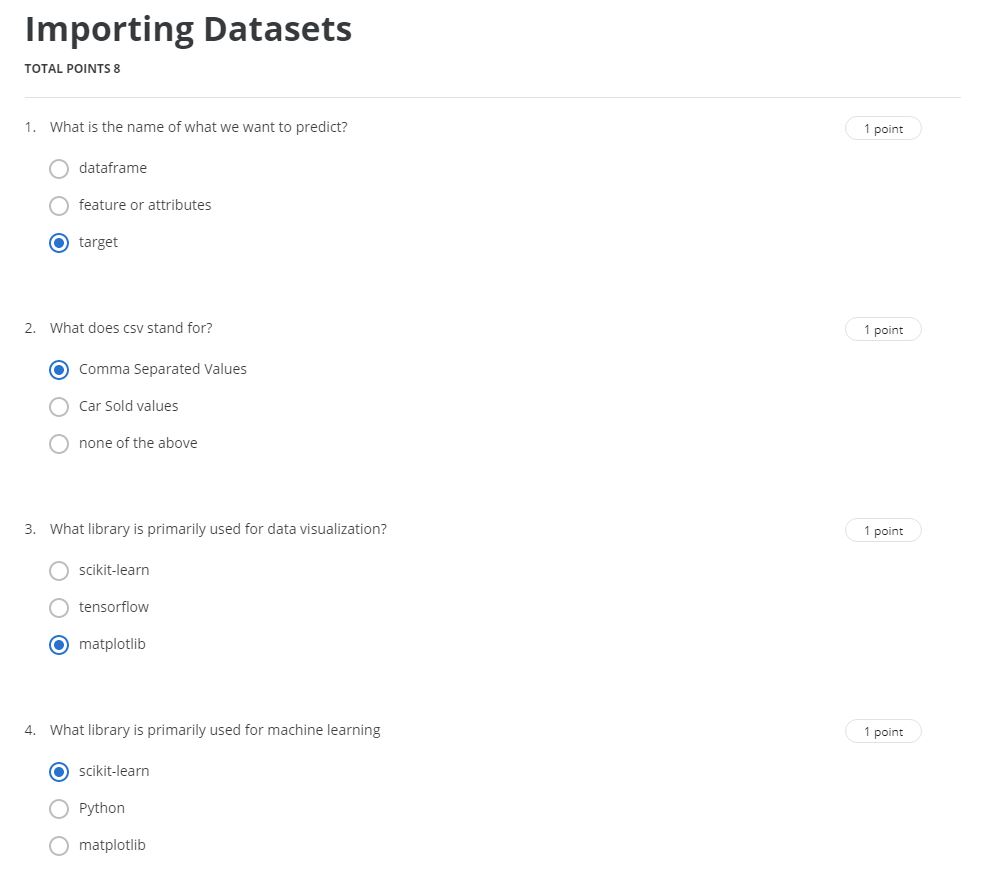 Importing Datasets
TOTAL POINTS 8
1. What is the name of what we want to predict?
1 point
dataframe
feature or attributes
target
2. What does csv stand for?
1 point
Comma Separated Values
Car Sold values
none of the above
3. What library is primarily used for data visualization?
1 point
scikit-learn
tensorflow
matplotlib
4. What library is primarily used for machine learning
1 point
scikit-learn
Python
matplotlib